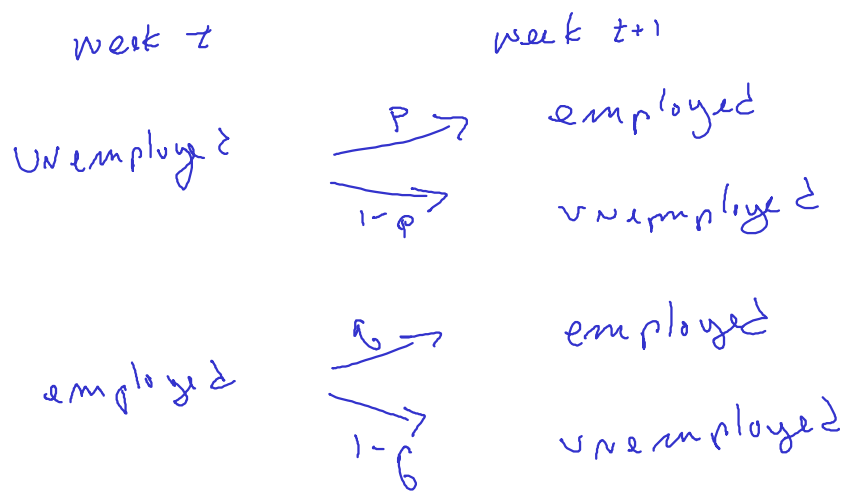 week t week t+1
p employed
unemployed
1-p unemployed
q employed
employed
1-q unemployed